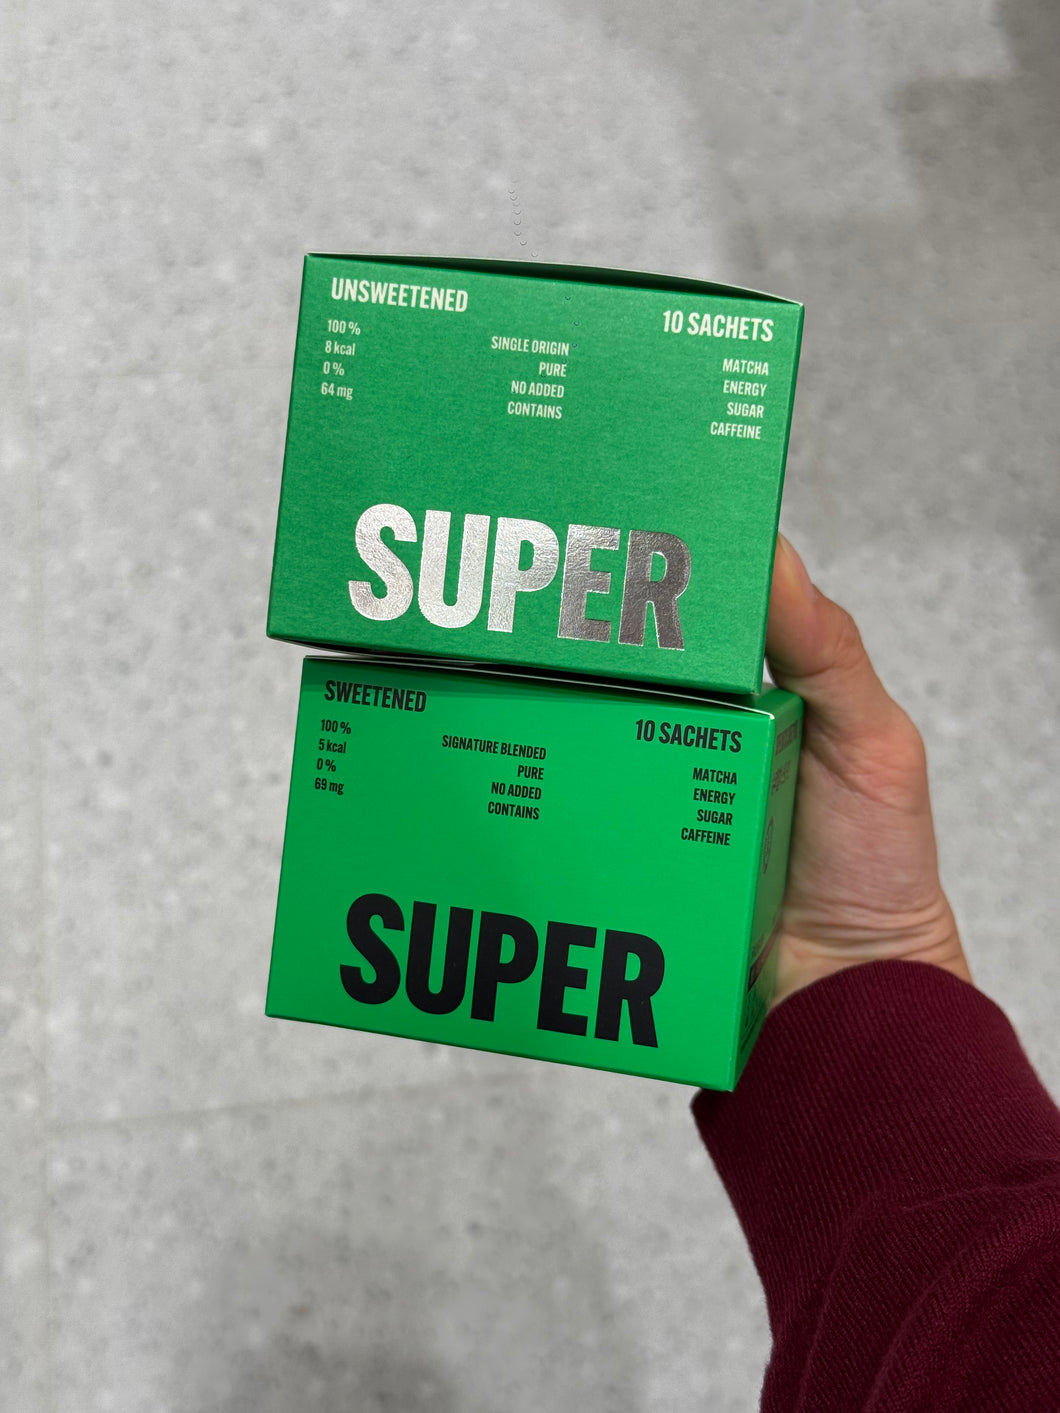 UNSWEETENED
10 SACHETS
100 % SINGLE ORIGIN MATCHA
8 kcal PURE ENERGY
0 % NO ADDED SUGAR
64 mg CONTAINS CAFFEINE
SUPER
SWEETENED
10 SACHETS
100 % SIGNATURE BLENDED MATCHA
5 kcal PURE ENERGY
0 % NO ADDED SUGAR
69 mg CONTAINS CAFFEINE
SUPER